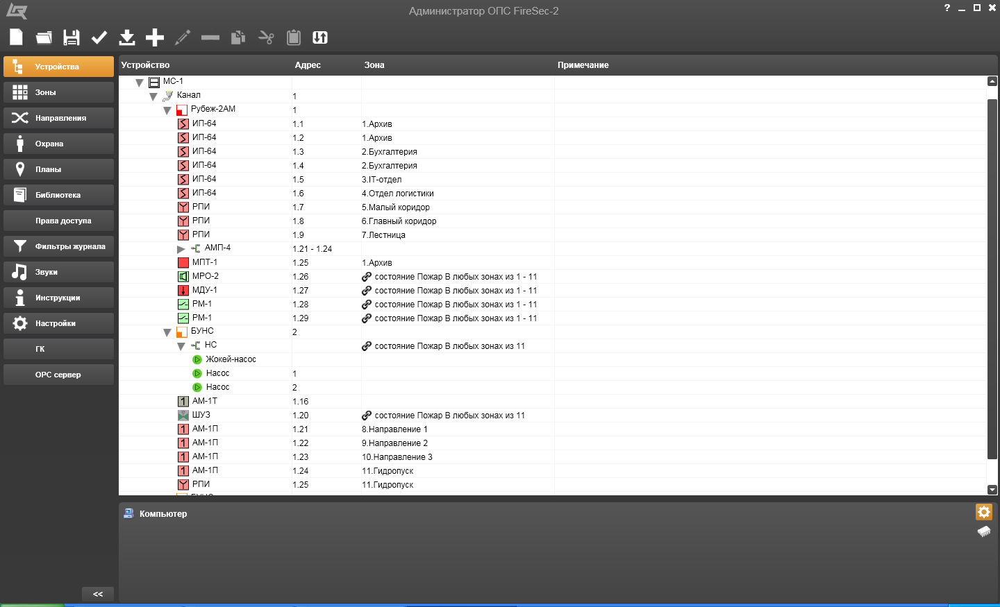 Администратор ОПС FireSec-2
?
Устройства
Зоны
Направления
Охрана
Планы
Библиотека
Права доступа
Фильтры журнала
Звуки
Инструкции
Настройки
ГК
OPC сервер
<<
Устройство Адрес Зона Примечание
МС-1
Канал 1
Рубеж-2АМ 1
ИП-64 1.1 1.Архив
ИП-64 1.2 1.Архив
ИП-64 1.3 2.Бухгалтерия
ИП-64 1.4 2.Бухгалтерия
ИП-64 1.5 3.IT-отдел
ИП-64 1.6 4.Отдел логистики
РПИ 1.7 5.Малый коридор
РПИ 1.8 6.Главный коридор
РПИ 1.9 7.Лестница
АМП-4 1.21 - 1.24
МПТ-1 1.25 1.Архив
МРО-2 1.26 состояние Пожар В любых зонах из 1 - 11
МДУ-1 1.27 состояние Пожар В любых зонах из 1 - 11
РМ-1 1.28 состояние Пожар В любых зонах из 1 - 11
РМ-1 1.29 состояние Пожар В любых зонах из 1 - 11
БУНС 2
НС состояние Пожар В любых зонах из 11
Жокей-насос
Насос 1
Насос 2
1 АМ-1Т 1.16
ШУЗ 1.20 состояние Пожар В любых зонах из 11
1 АМ-1П 1.21 8.Направление 1
1 АМ-1П 1.22 9.Направление 2
1 АМ-1П 1.23 10.Направление 3
1 АМ-1П 1.24 11.Гидропуск
РПИ 1.25 11.Гидропуск
Компьютер